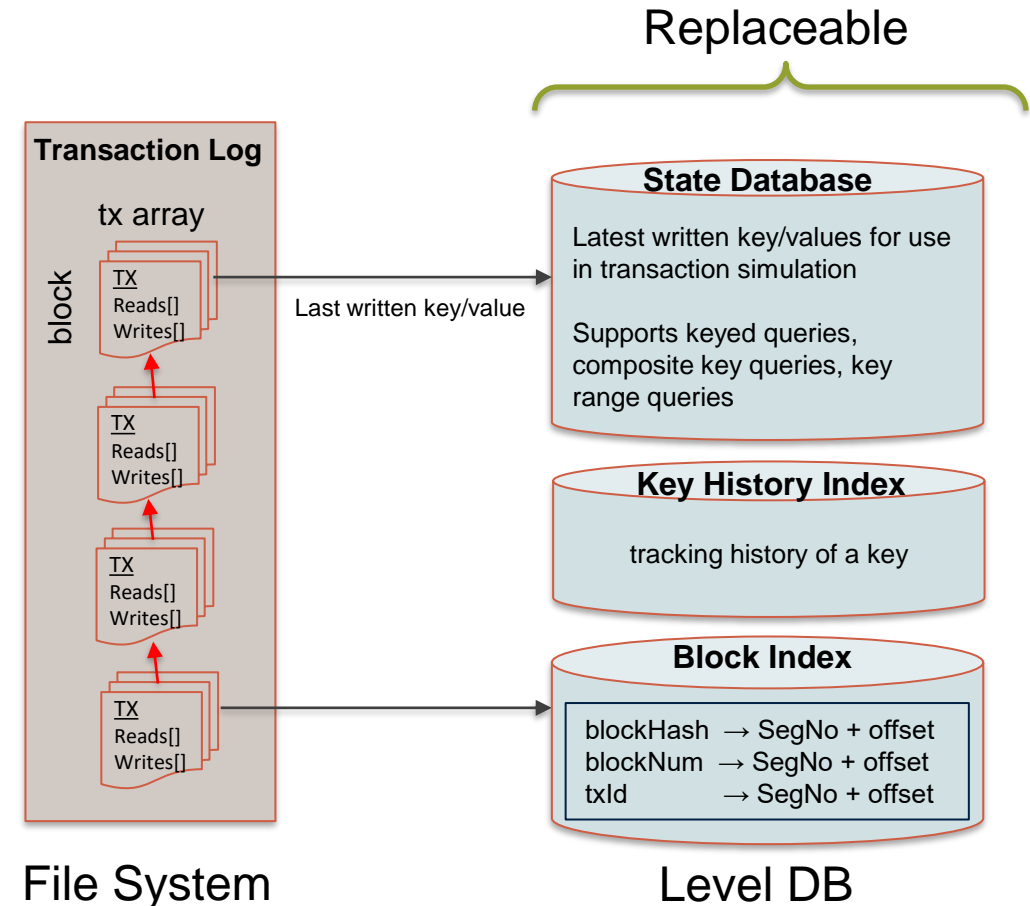 Replaceable
Transaction Log
tx array
block
TX
Reads[]
Writes[]
TX
Reads[]
Writes[]
TX
Reads[]
Writes[]
TX
Reads[]
Writes[]
Last written key/value
State Database
Latest written key/values for use
in transaction simulation
Supports keyed queries,
composite key queries, key
range queries
Key History Index
tracking history of a key
Block Index
blockHash → SegNo + offset
blockNum → SegNo + offset
txId → SegNo + offset
File System
Level DB